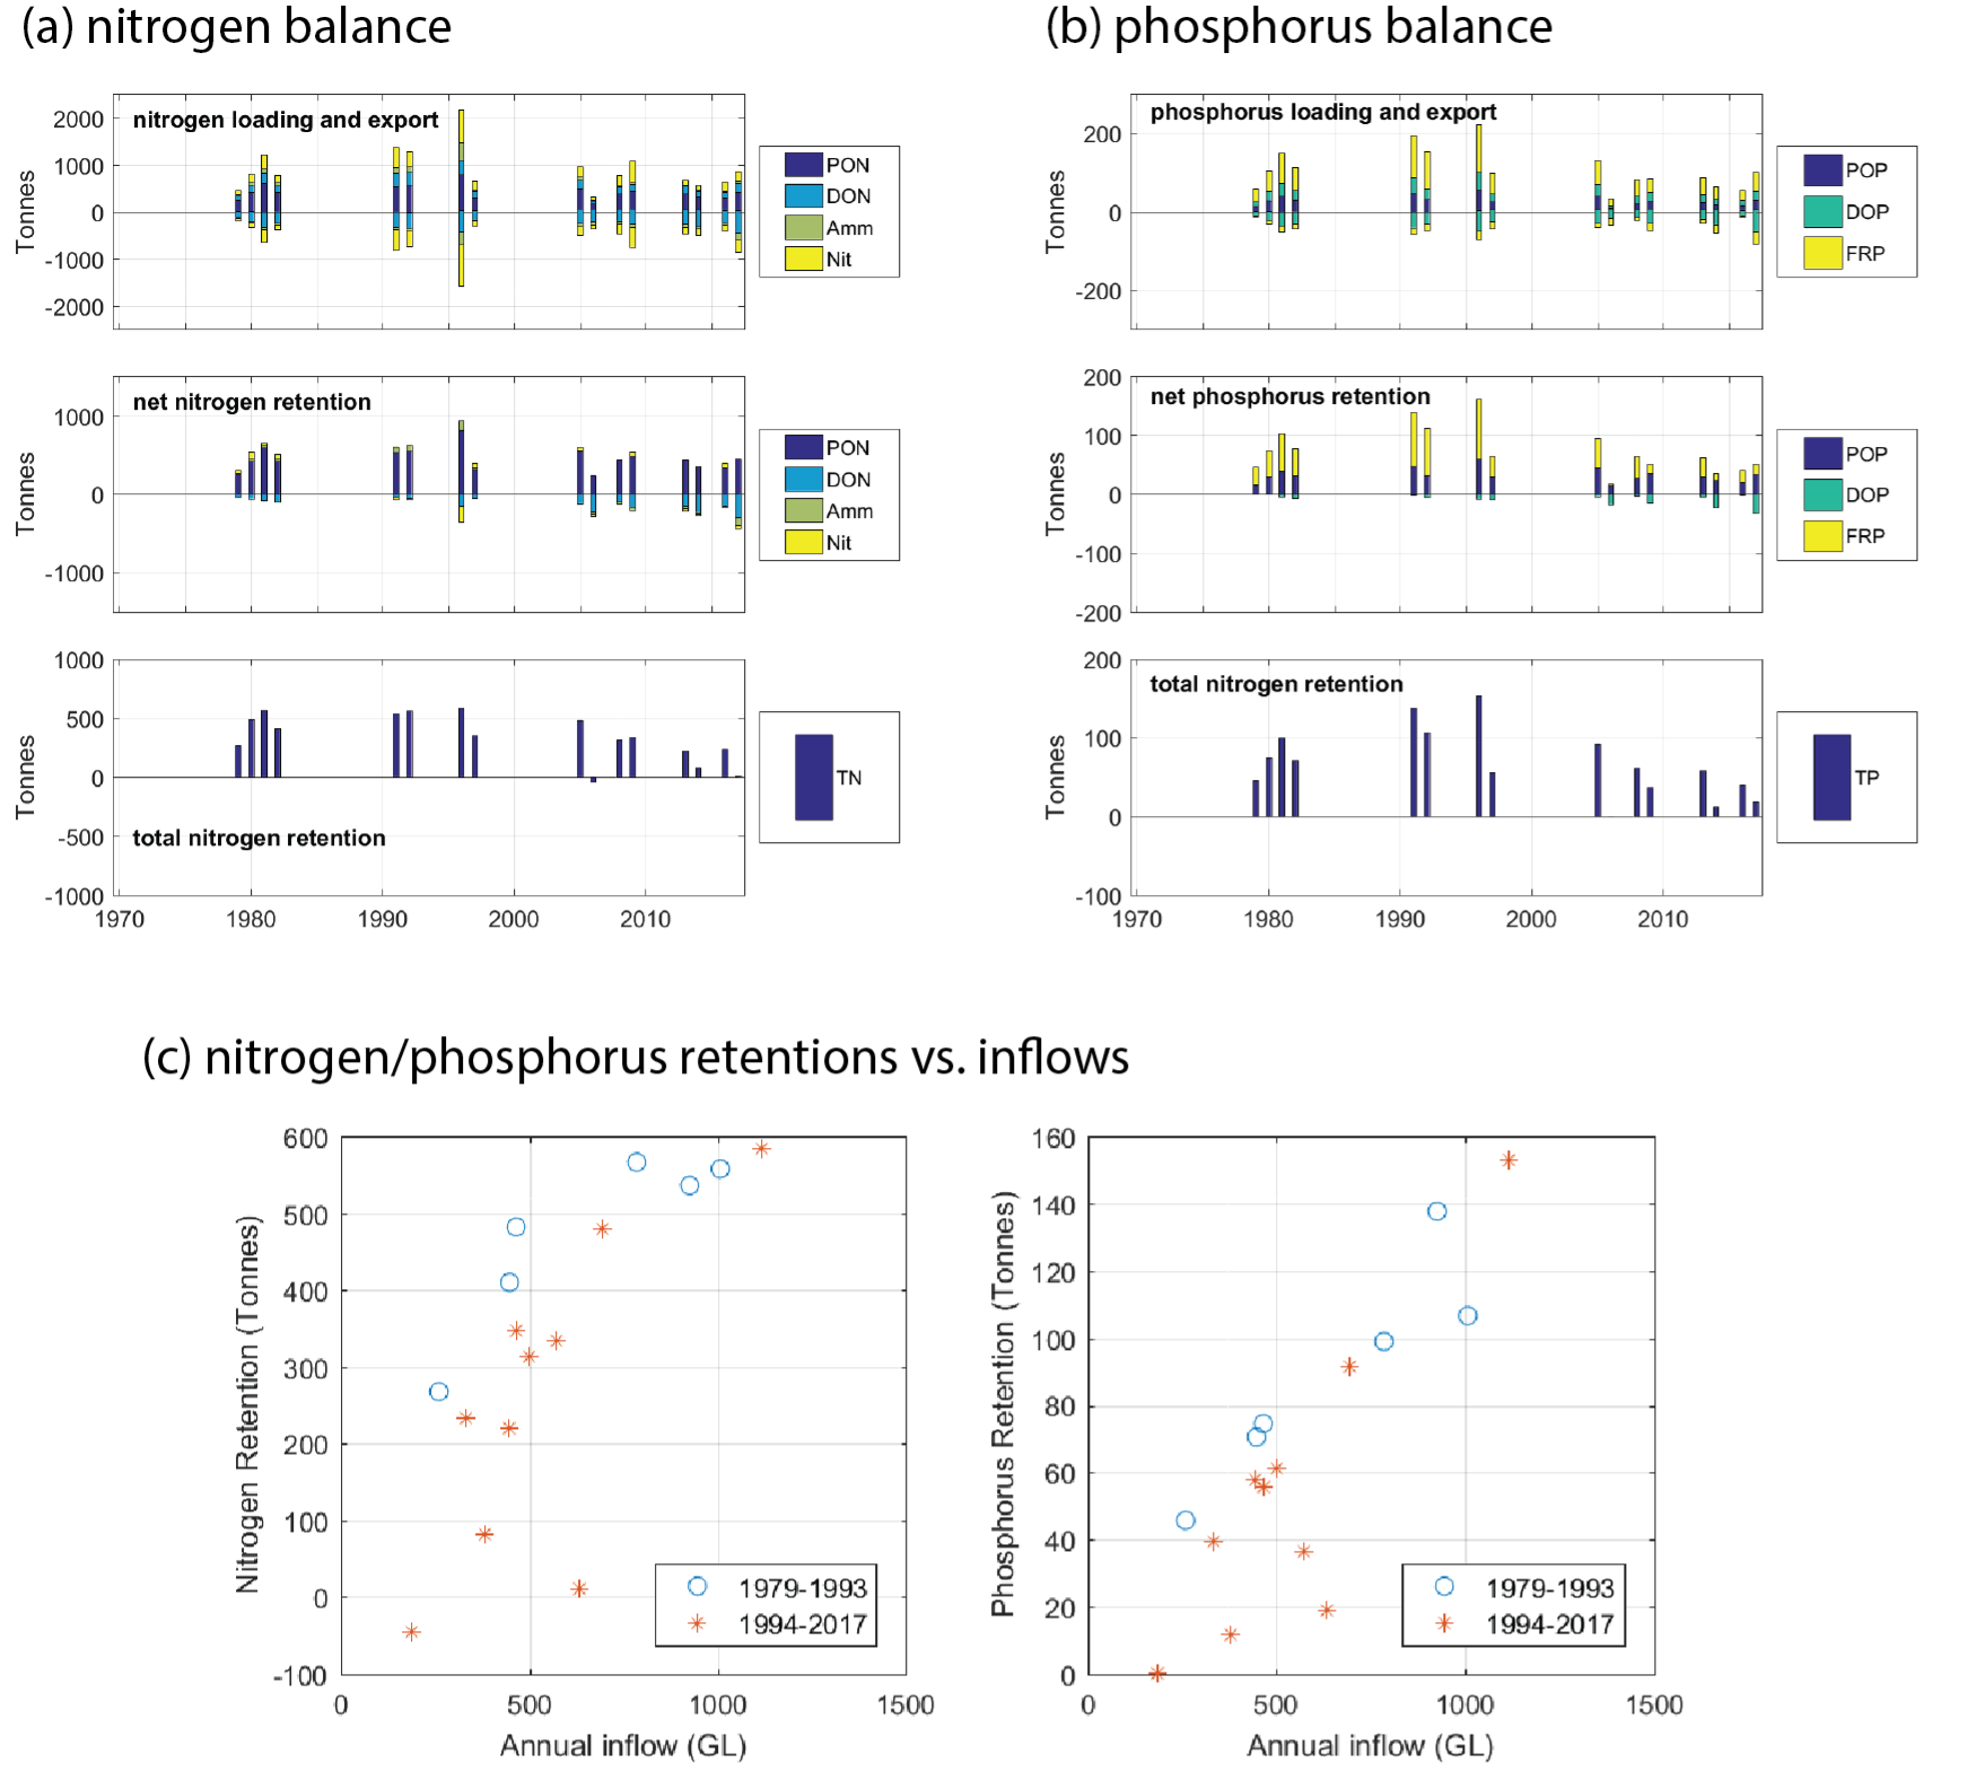 (a) nitrogen balance
(b) phosphorus balance
nitrogen loading and export
2000
1000
0
-1000
-2000
Tonnes
PON
DON
Amm
Nit
phosphorus loading and export
200
0
-200
Tonnes
POP
DOP
FRP
net nitrogen retention
1000
0
-1000
Tonnes
PON
DON
Amm
Nit
net phosphorus retention
200
100
0
-100
-200
Tonnes
POP
DOP
FRP
1000
500
0
-500
-1000
Tonnes
total nitrogen retention
TN
1970 1980 1990 2000 2010
total nitrogen retention
200
100
0
-100
Tonnes
TP
1970 1980 1990 2000 2010
(c) nitrogen/phosphorus retentions vs. inflows
600
500
400
300
200
100
0
-100
Nitrogen Retention (Tonnes)
1979-1993
1994-2017
0 500 1000 1500
Annual inflow (GL)
160
140
120
100
80
60
40
20
0
Phosphorus Retention (Tonnes)
1979-1993
1994-2017
0 500 1000 1500
Annual inflow (GL)